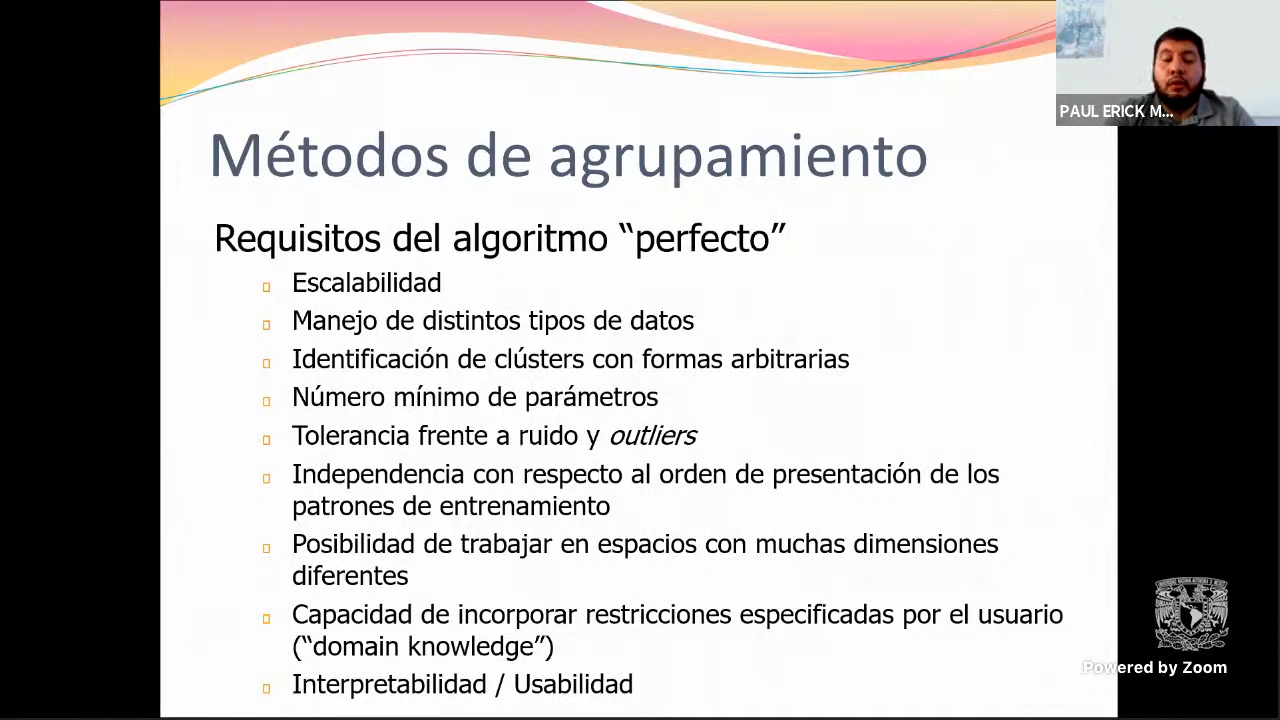 PAUL ERICK M...
Métodos de agrupamiento
Requisitos del algoritmo “perfecto”
Escalabilidad
Manejo de distintos tipos de datos
Identificación de clústers con formas arbitrarias
Número mínimo de parámetros
Tolerancia frente a ruido y outliers
Independencia con respecto al orden de presentación de los
patrones de entrenamiento
Posibilidad de trabajar en espacios con muchas dimensiones
diferentes
Capacidad de incorporar restricciones especificadas por el usuario
(“domain knowledge”)
Interpretabilidad / Usabilidad
Powered by Zoom